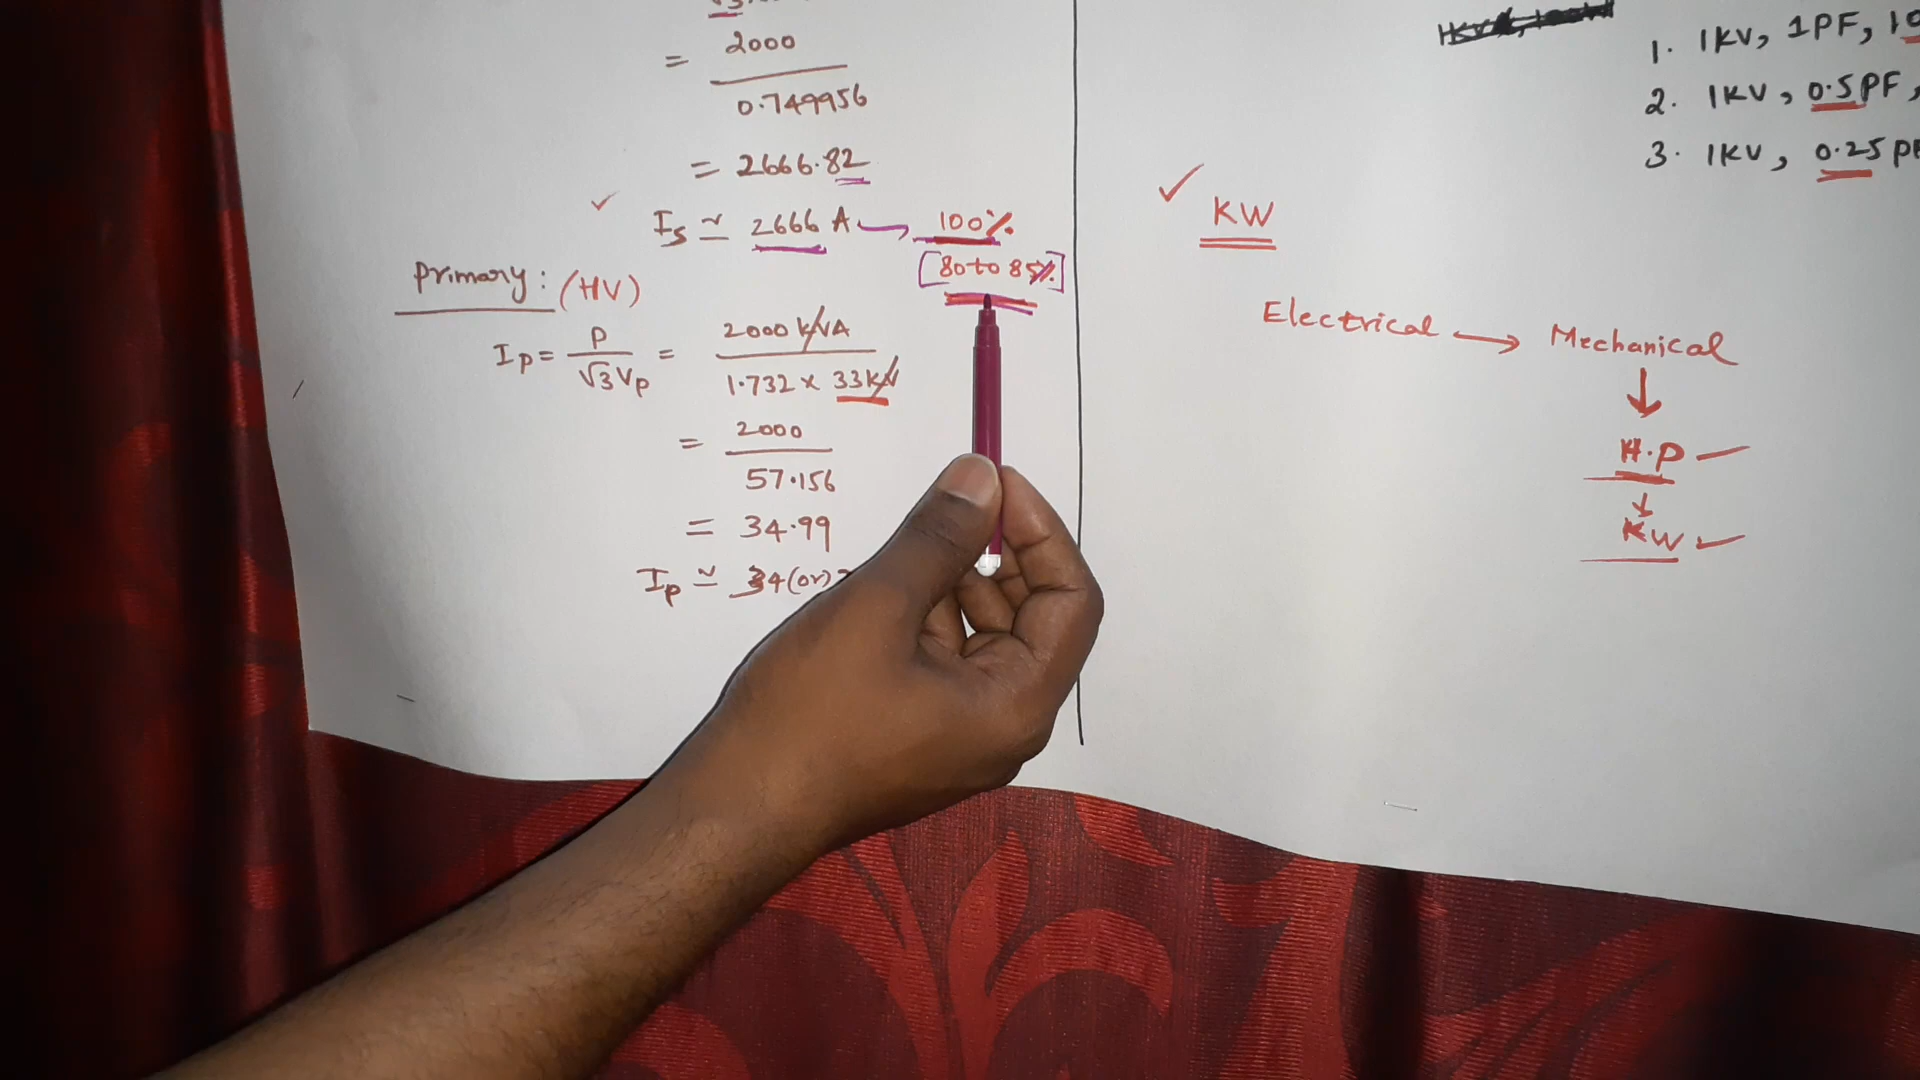 =
2000
0.749956
= 2666.82
Is ≃ 2666 A → 100%
[80 to 85%]
Primary: (HV)
Ip = P / √3 Vp = 2000 kVA / 1.732 x 33kV
= 2000 / 57.156
= 34.99
Ip ≃ 34 (or)
1. 1KV, 1PF,
2. 1KV, 0.5PF,
3. 1KV, 0.25
✓ KW
Electrical → Mechanical
↓
H.P
↓
KW ✓